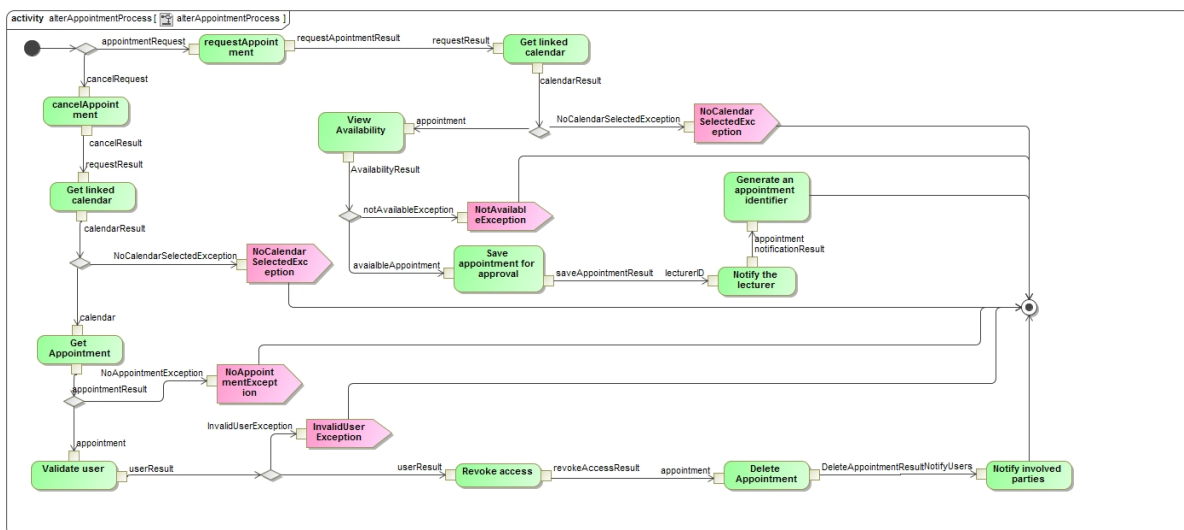 activity alterAppointmentProcess [ alterAppointmentProcess ]
appointmentRequest
requestAppoint
ment
requestApointmentResult
requestResult
Get linked
calendar
cancelRequest
calendarResult
cancelAppoint
ment
cancelResult
View
Availability
appointment
NoCalendarSelectedException
NoCalendar
SelectedExc
eption
requestResult
Get linked
calendar
AvailabilityResult
Generate an
appointment
identifier
notAvailableException
NotAvailabl
eException
calendarResult
appointment
notificationResult
NoCalendarSelectedException
NoCalendar
SelectedExc
eption
avaialbleAppointment
Save
appointment for
approval
saveAppointmentResult
lecturerID
Notify the
lecturer
calendar
Get
Appointment
NoAppointmentException
NoAppoint
mentExcept
ion
appointmentResult
InvalidUserException
InvalidUser
Exception
appointment
Validate user
userResult
userResult
Revoke access
revokeAccessResult
appointment
Delete
Appointment
DeleteAppointmentResult
NotifyUsers
Notify involved
parties